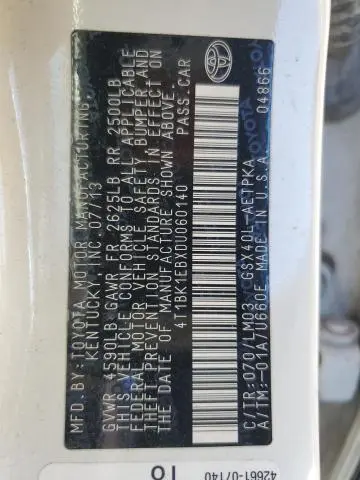 MFD.BY:TOYOTA MOTOR MANUFACTURING,
KENTUCKY, INC. 07/13
GVWR 4590LB GAWR FR 2625LB RR 2500LB
THIS VEHICLE CONFORMS TO ALL APPLICABLE
FEDERAL MOTOR VEHICLE SAFETY, BUMPER, AND
THEFT PREVENTION STANDARDS IN EFFECT ON
THE DATE OF MANUFACTURE SHOWN ABOVE.
4T1BK1EBXDU060140 PASS.CAR
C/TR:070/LM03 GSX40L-AETPKA
A/TM:-01A/U660E MADE IN U.S.A.
04866
TOYOTA
42661-07140